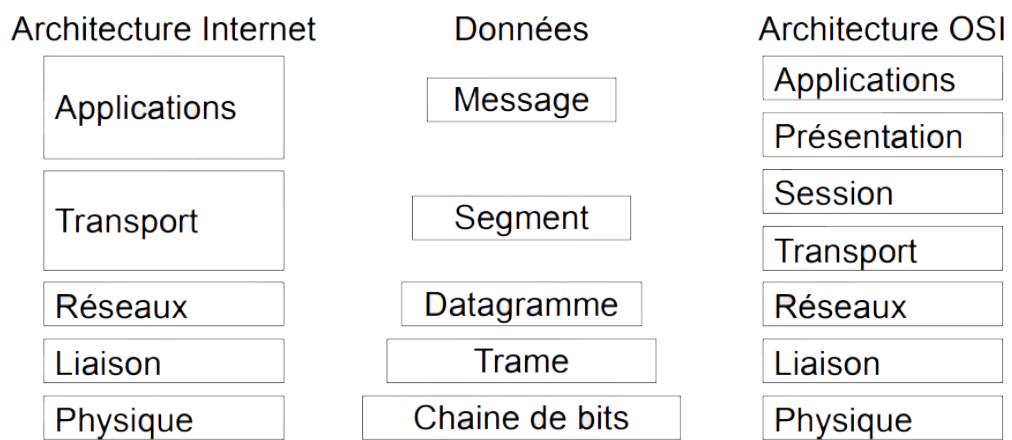 Architecture Internet
Données
Architecture OSI
Applications
Message
Applications
Présentation
Transport
Segment
Session
Transport
Réseaux
Datagramme
Réseaux
Liaison
Trame
Liaison
Physique
Chaine de bits
Physique